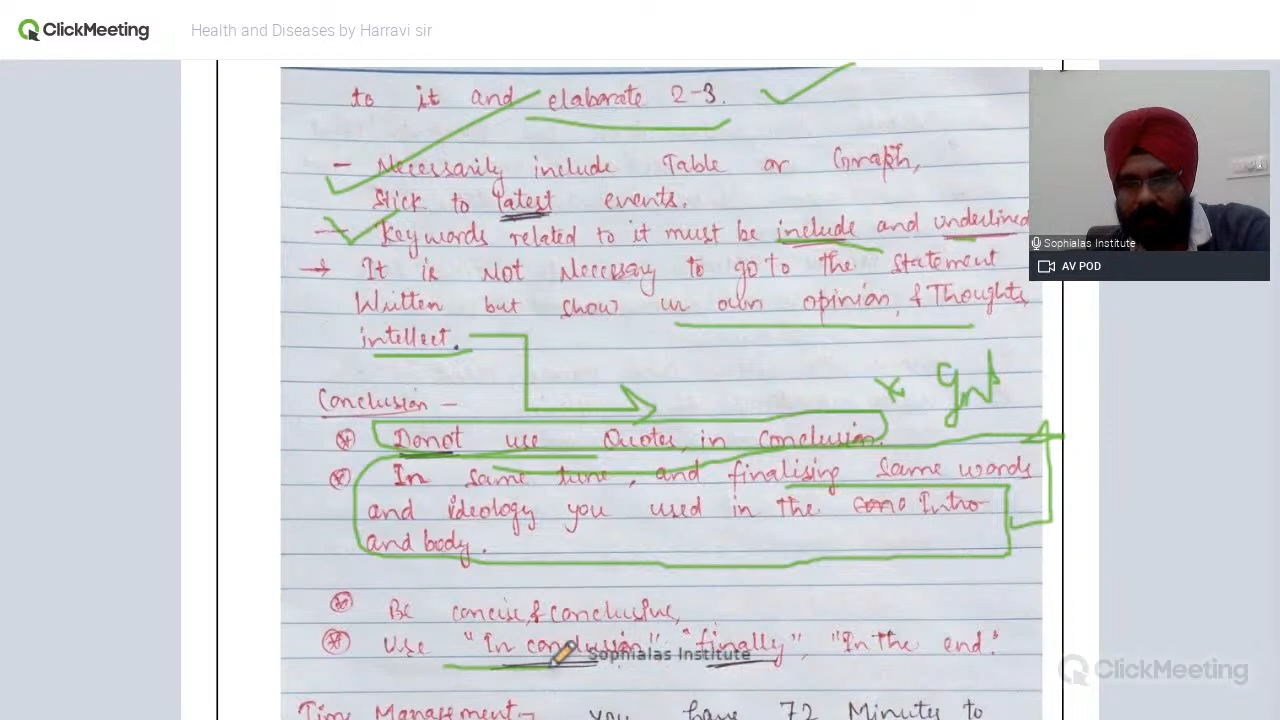 ClickMeeting
Health and Diseases by Harravi sir
to it and elaborate 2-3.
- Necessarily include Table or Graph,
Stick to latest events.
→ Keywords related to it must be include and underlined
→ It is Not Necessay to go to the statement
Written but show ur own opinion, & Thoughts,
intellect.
Conclusion -
Donot use Quotes, in Conclusion.
In same tune, and finalising same words
and ideology you used in the Intro-
and body.
Be concise, & conclusive,
Use "In conclusion", "finally", "In the end."
Time Management- you have 72 Minutes to
Sophialas Institute
AV POD
Sophialas Institute
ClickMeeting